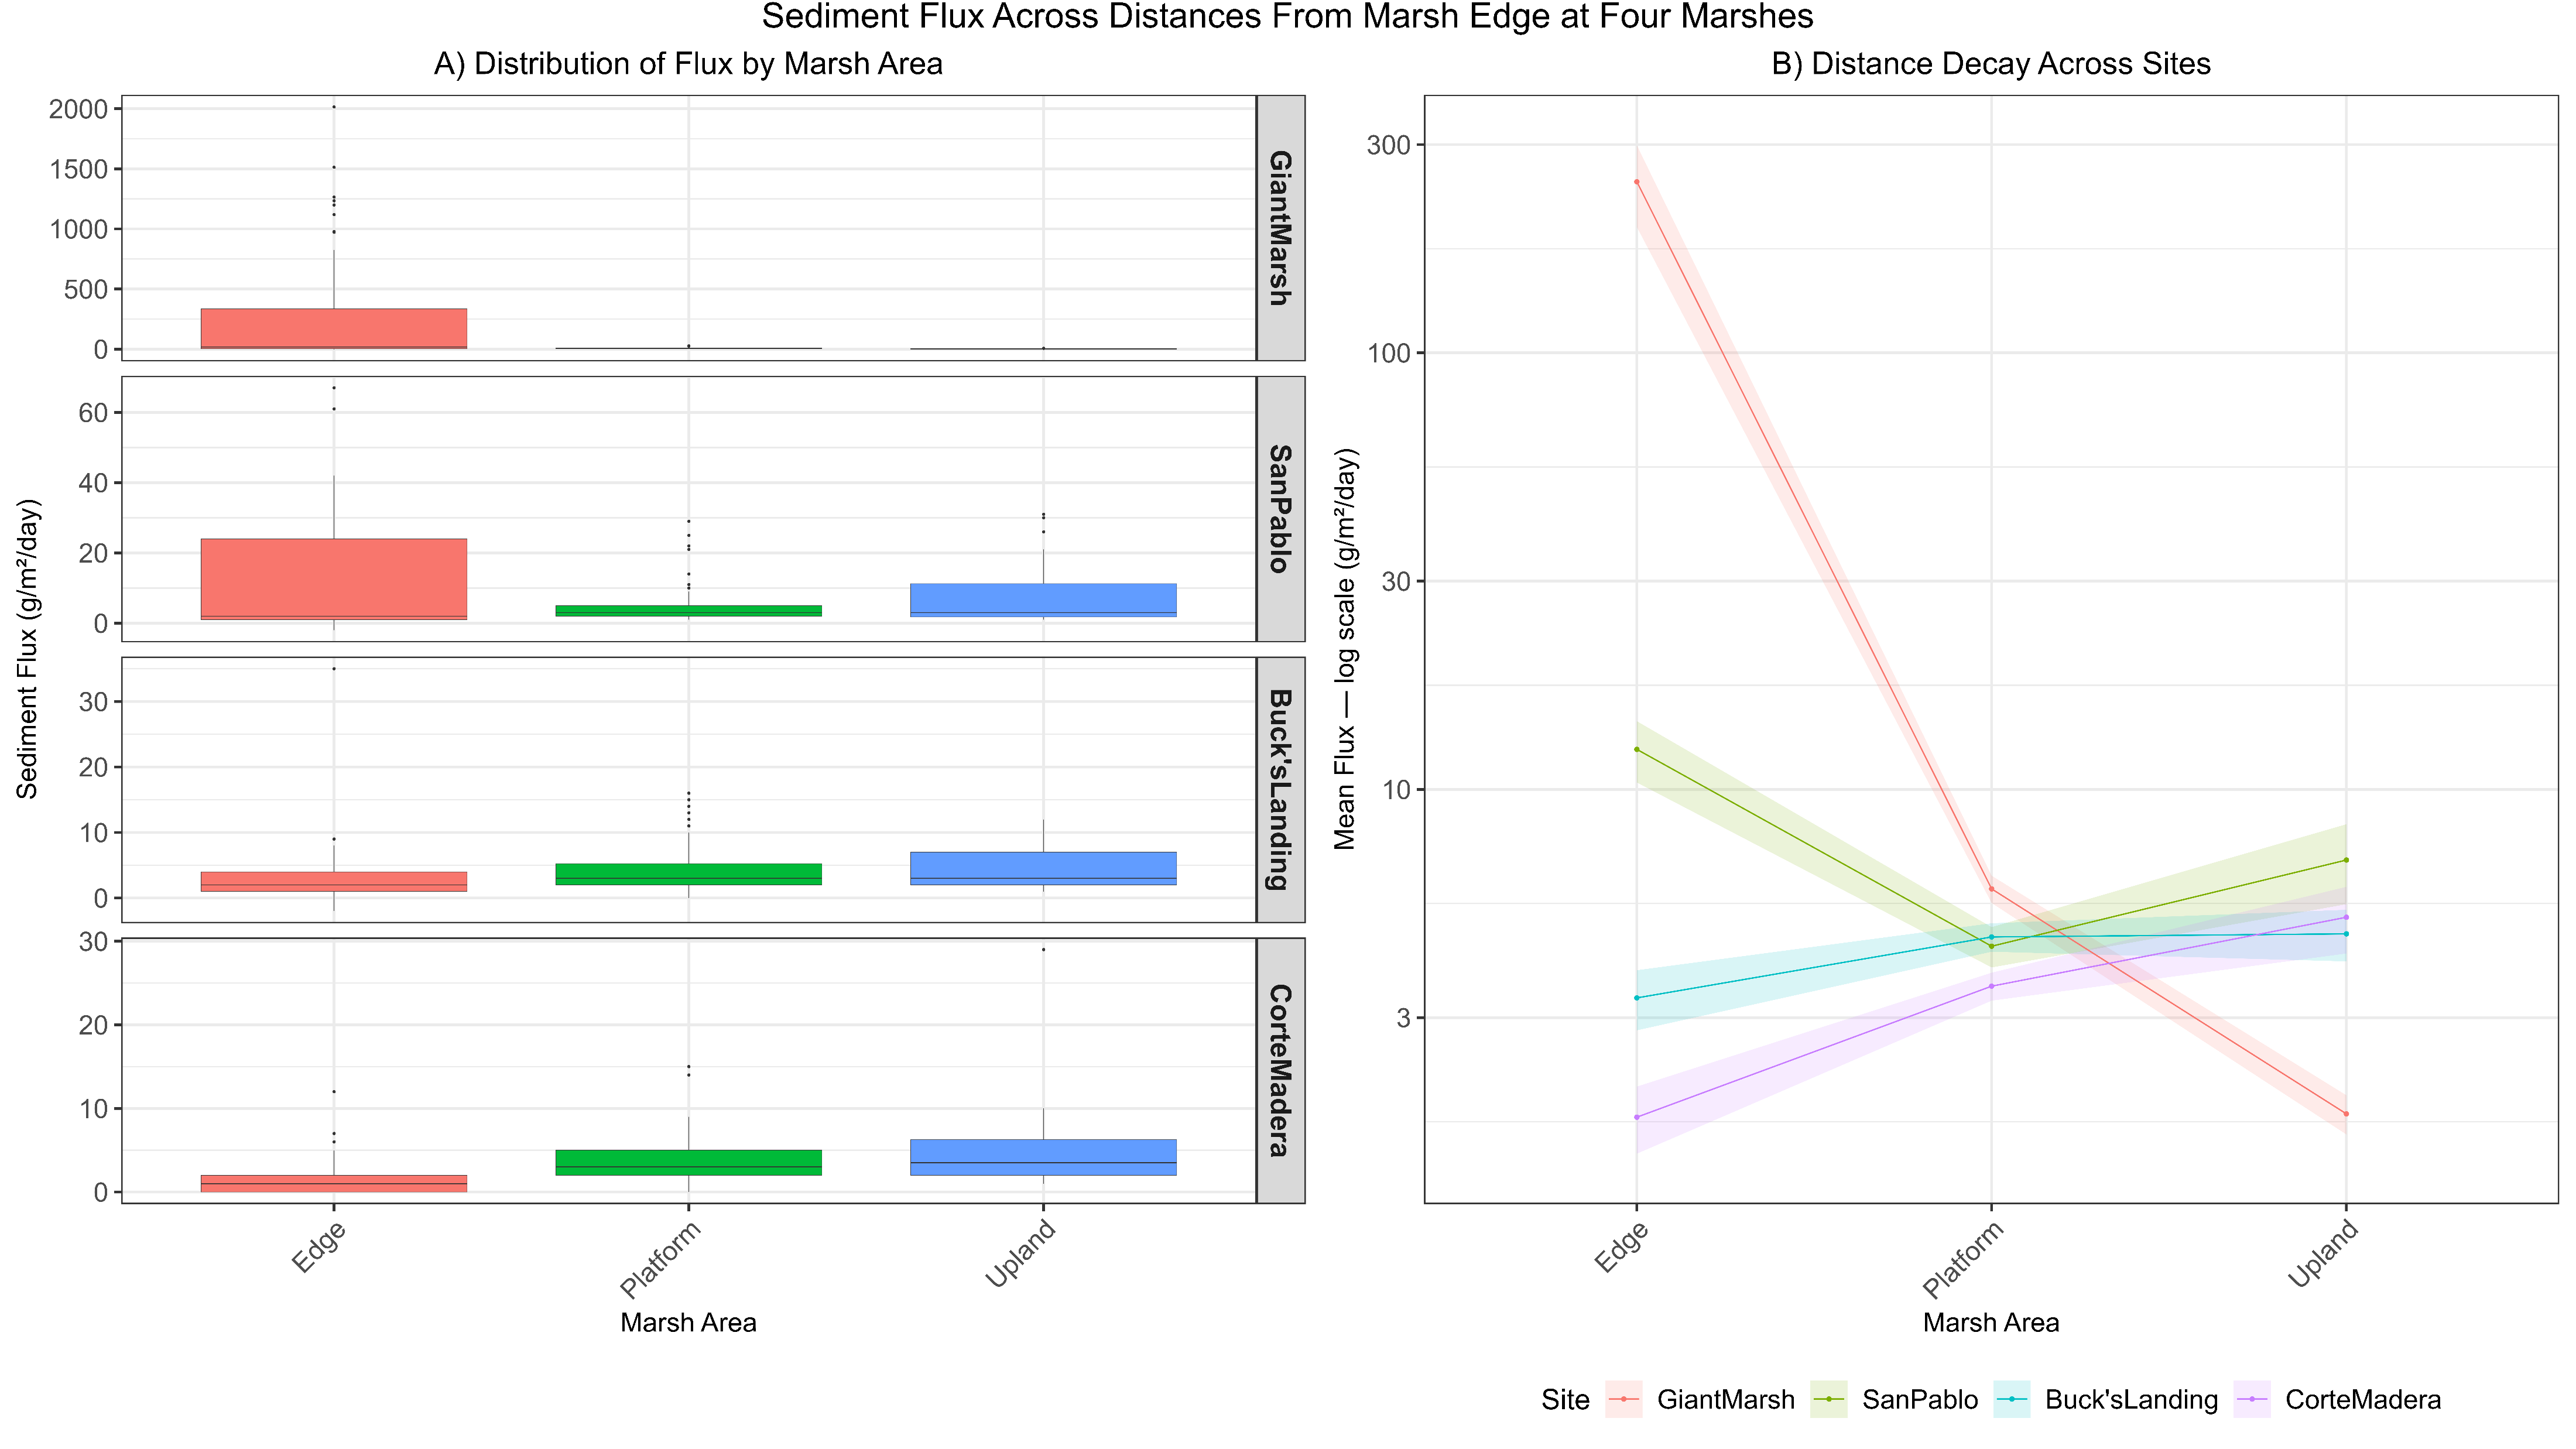 Sediment Flux Across Distances From Marsh Edge at Four Marshes
A) Distribution of Flux by Marsh Area
Sediment Flux (g/m²/day)
2000
1500
1000
500
0
GiantMarsh
60
40
20
0
SanPablo
30
20
10
0
Buck'sLanding
30
20
10
0
CorteMadera
Edge
Platform
Upland
Marsh Area
B) Distance Decay Across Sites
Mean Flux — log scale (g/m²/day)
300
100
30
10
3
Edge
Platform
Upland
Marsh Area
Site GiantMarsh SanPablo Buck'sLanding CorteMadera